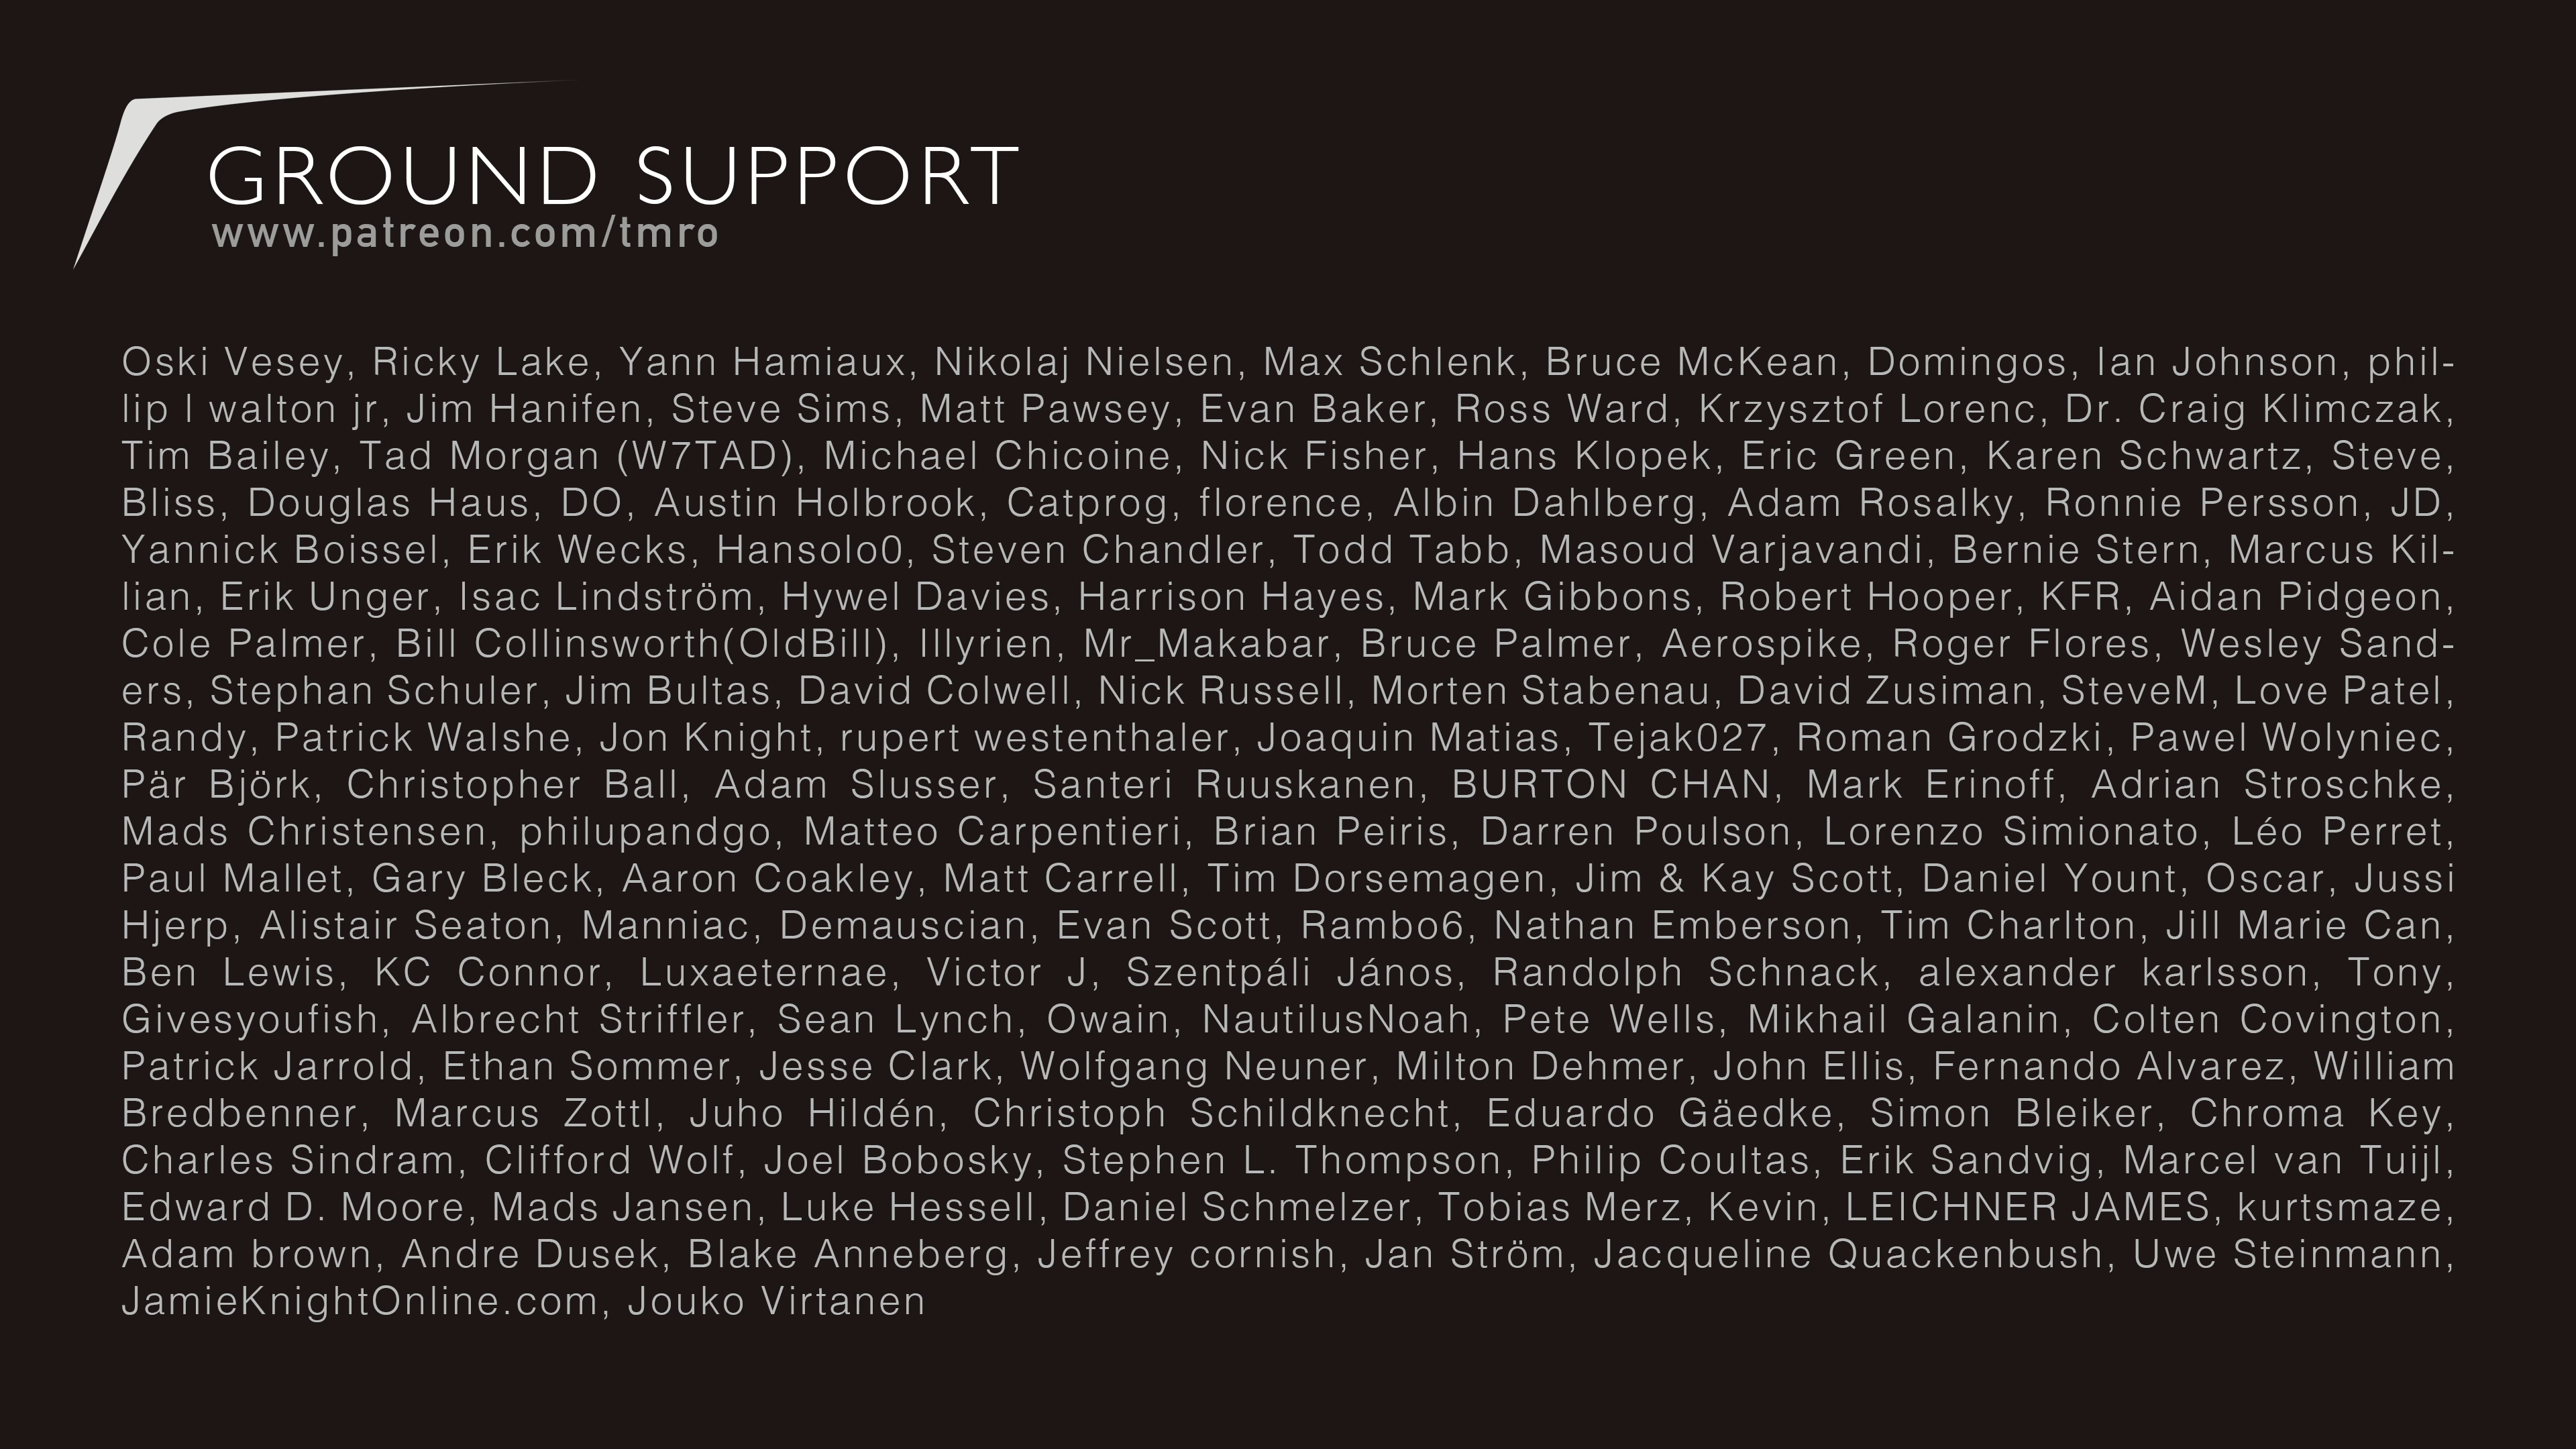 GROUND SUPPORT
www.patreon.com/tmro
Oski Vesey, Ricky Lake, Yann Hamiaux, Nikolaj Nielsen, Max Schlenk, Bruce McKean, Domingos, Ian Johnson, phil-
lip l walton jr, Jim Hanifen, Steve Sims, Matt Pawsey, Evan Baker, Ross Ward, Krzysztof Lorenc, Dr. Craig Klimczak,
Tim Bailey, Tad Morgan (W7TAD), Michael Chicoine, Nick Fisher, Hans Klopek, Eric Green, Karen Schwartz, Steve,
Bliss, Douglas Haus, DO, Austin Holbrook, Catprog, florence, Albin Dahlberg, Adam Rosalky, Ronnie Persson, JD,
Yannick Boissel, Erik Wecks, Hansolo0, Steven Chandler, Todd Tabb, Masoud Varjavandi, Bernie Stern, Marcus Kil-
lian, Erik Unger, Isac Lindström, Hywel Davies, Harrison Hayes, Mark Gibbons, Robert Hooper, KFR, Aidan Pidgeon,
Cole Palmer, Bill Collinsworth(OldBill), Illyrien, Mr_Makabar, Bruce Palmer, Aerospike, Roger Flores, Wesley Sand-
ers, Stephan Schuler, Jim Bultas, David Colwell, Nick Russell, Morten Stabenau, David Zusiman, SteveM, Love Patel,
Randy, Patrick Walshe, Jon Knight, rupert westenthaler, Joaquin Matias, Tejak027, Roman Grodzki, Pawel Wolyniec,
Pär Björk, Christopher Ball, Adam Slusser, Santeri Ruuskanen, BURTON CHAN, Mark Erinoff, Adrian Stroschke,
Mads Christensen, philupandgo, Matteo Carpentieri, Brian Peiris, Darren Poulson, Lorenzo Simionato, Léo Perret,
Paul Mallet, Gary Bleck, Aaron Coakley, Matt Carrell, Tim Dorsemagen, Jim & Kay Scott, Daniel Yount, Oscar, Jussi
Hjerp, Alistair Seaton, Manniac, Demauscian, Evan Scott, Rambo6, Nathan Emberson, Tim Charlton, Jill Marie Can,
Ben Lewis, KC Connor, Luxaeternae, Victor J, Szentpáli János, Randolph Schnack, alexander karlsson, Tony,
Givesyoufish, Albrecht Striffler, Sean Lynch, Owain, NautilusNoah, Pete Wells, Mikhail Galanin, Colten Covington,
Patrick Jarrold, Ethan Sommer, Jesse Clark, Wolfgang Neuner, Milton Dehmer, John Ellis, Fernando Alvarez, William
Bredbenner, Marcus Zottl, Juho Hildén, Christoph Schildknecht, Eduardo Gäedke, Simon Bleiker, Chroma Key,
Charles Sindram, Clifford Wolf, Joel Bobosky, Stephen L. Thompson, Philip Coultas, Erik Sandvig, Marcel van Tuijl,
Edward D. Moore, Mads Jansen, Luke Hessell, Daniel Schmelzer, Tobias Merz, Kevin, LEICHNER JAMES, kurtsmaze,
Adam brown, Andre Dusek, Blake Anneberg, Jeffrey cornish, Jan Ström, Jacqueline Quackenbush, Uwe Steinmann,
JamieKnightOnline.com, Jouko Virtanen